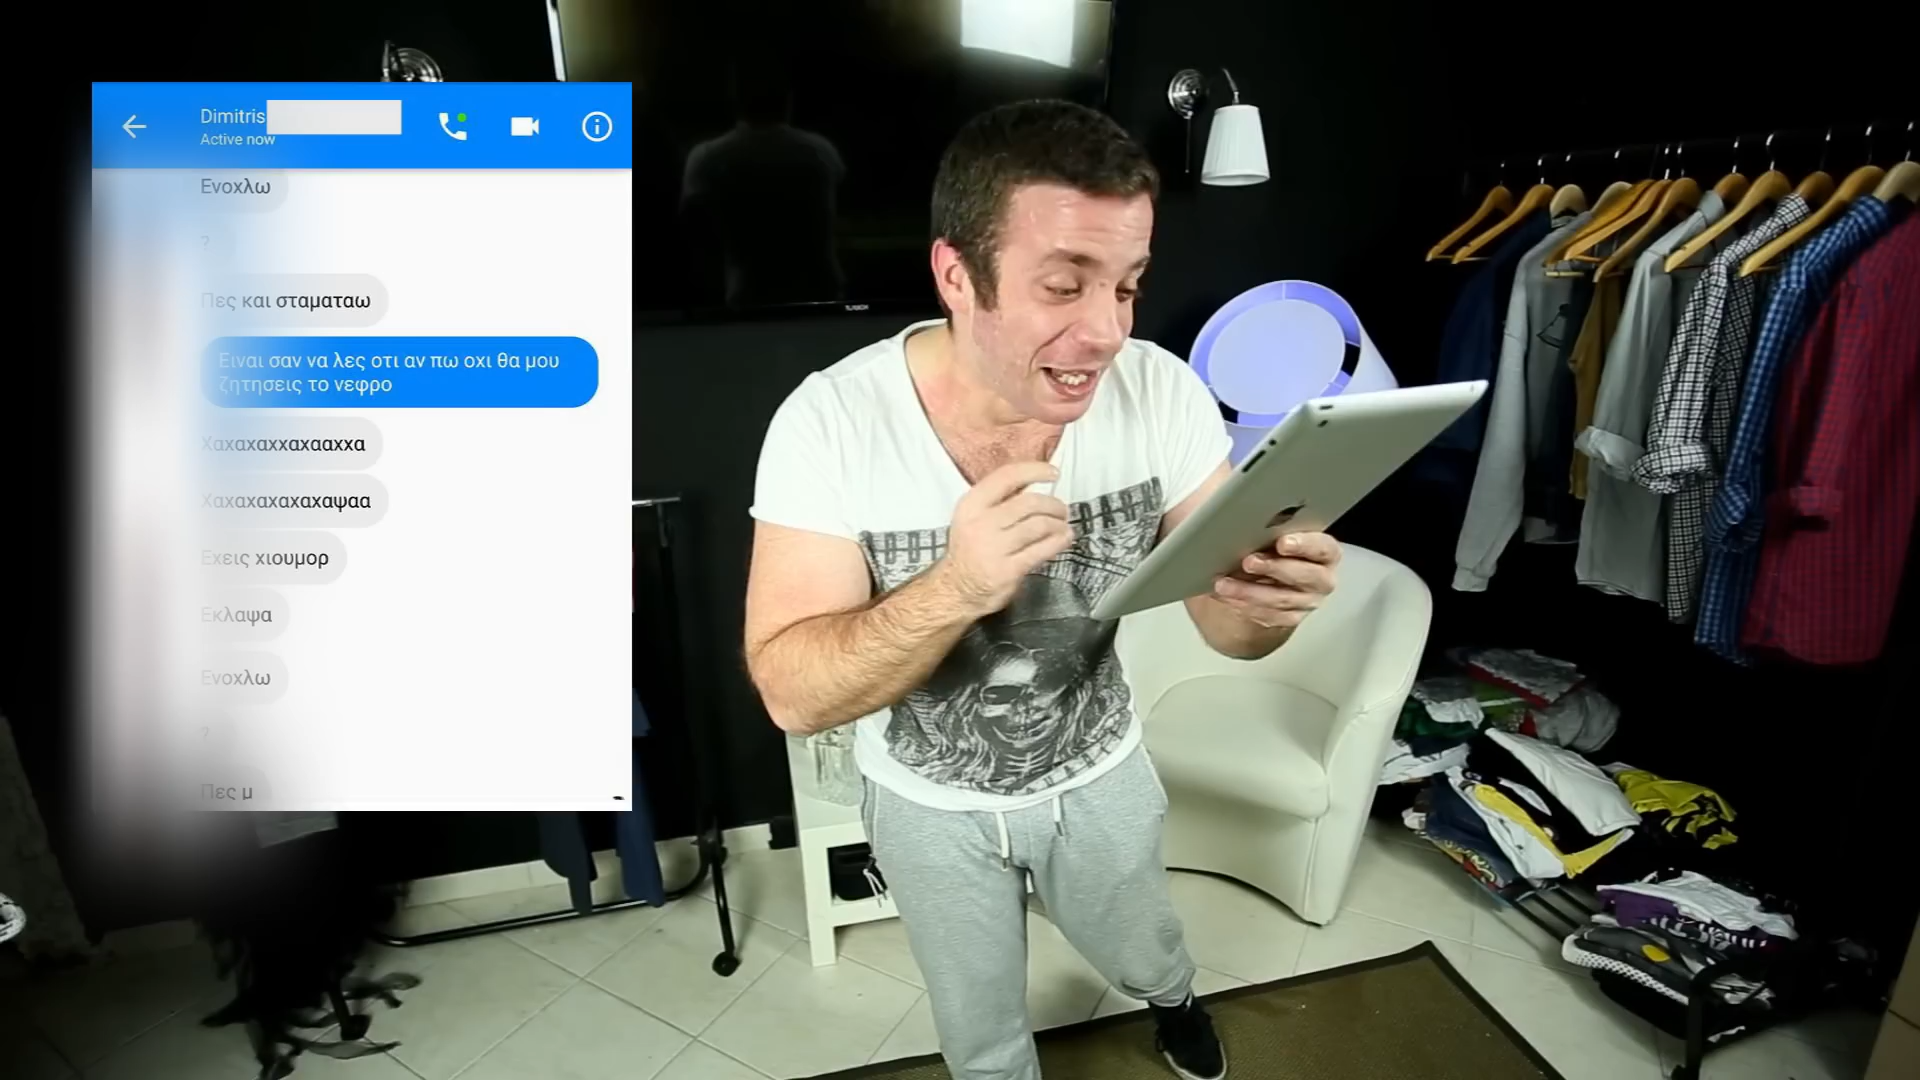 Dimitris
Active now
Ενοχλω
?
Πες και σταματαω
Ειναι σαν να λες οτι αν πω οχι θα μου
ζητησεις το νεφρο
Χαχαχαχχαχααχχα
Χαχαχαχαχαχαψαα
Εχεις χιουμορ
Εκλαψα
Ενοχλω
?
Πες μ